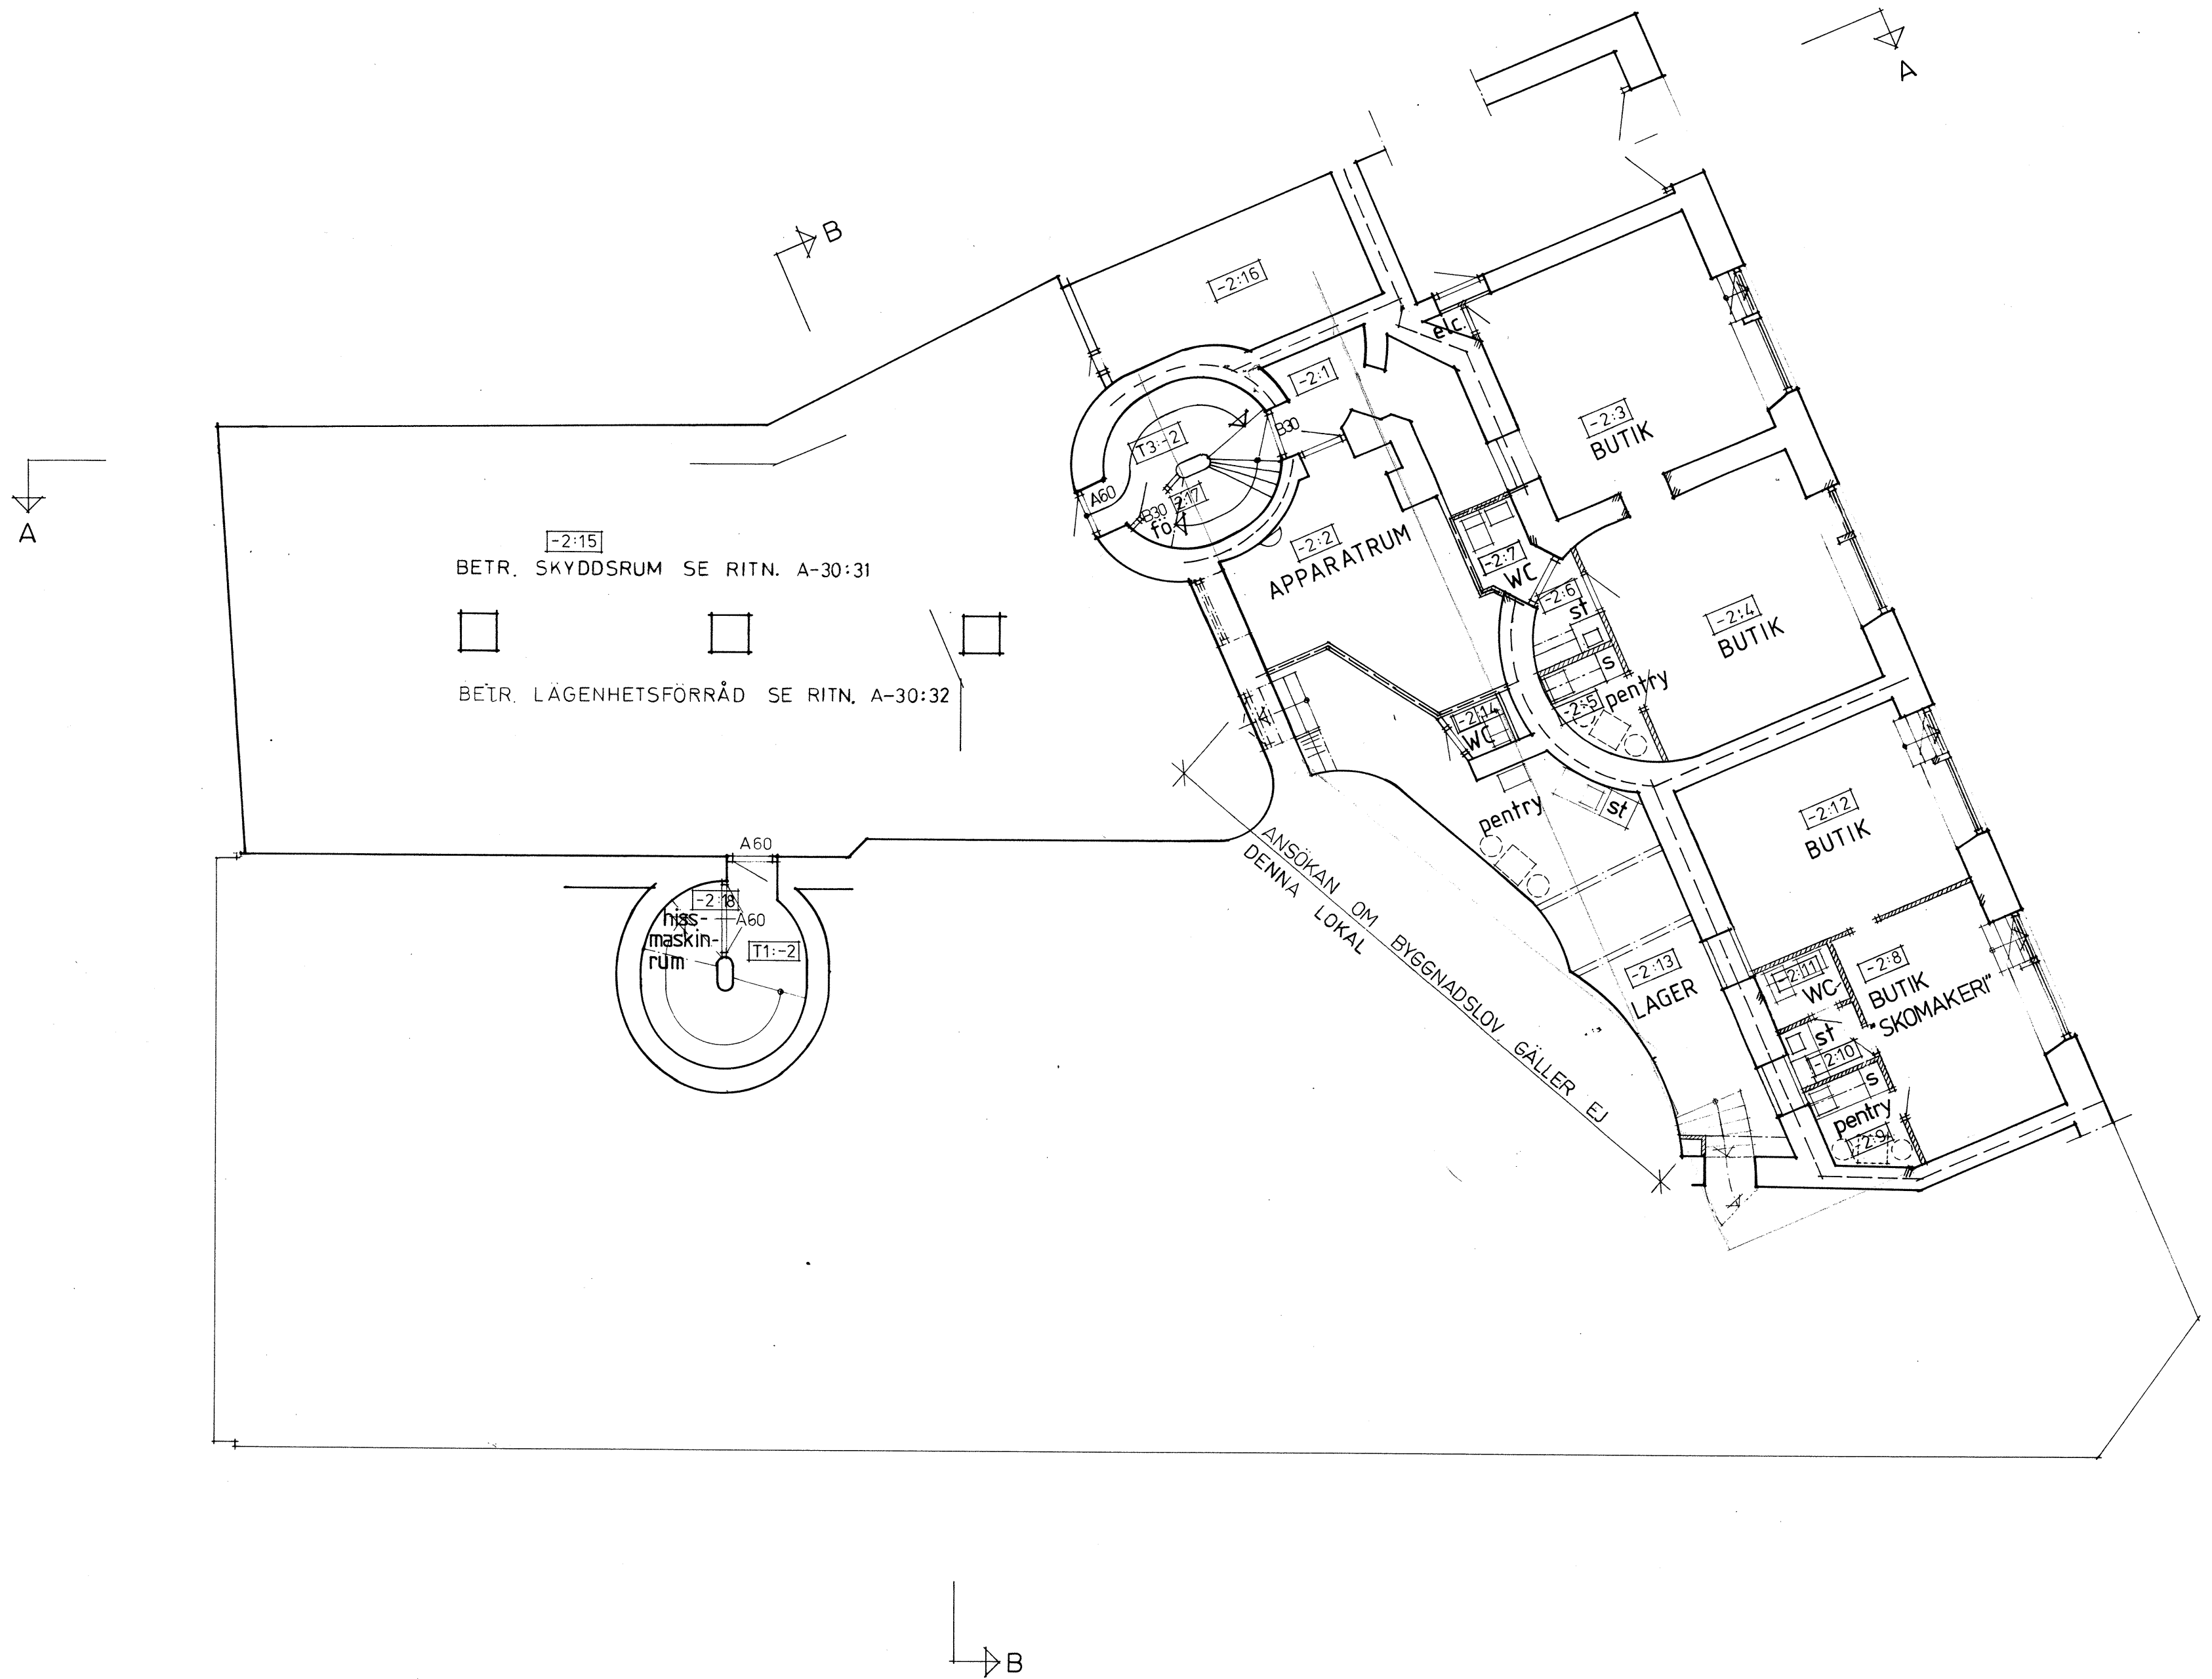 A
B
-2:16
elc.
-2:1
-2:3
BUTIK
T3:-2
B30
A60
B30
2:17
fö.
A
-2:15
BETR. SKYDDSRUM SE RITN. A-30:31
-2:2
APPARATRUM
-2:7
WC
-2:6
st
-2:4
BUTIK
s
pentry
-2:5
BETR. LÄGENHETSFÖRRÅD SE RITN. A-30:32
-2:14
WC
pentry
st
-2:12
BUTIK
A60
ANSÖKAN OM BYGGNADSLOV. GÄLLER EJ
DENNA LOKAL
-2:18
hiss-
maskin-
rum
A60
T1:-2
-2:13
LAGER
-2:11
WC
-2:8
BUTIK
"SKOMAKERI"
st
-2:10
s
pentry
-2:9
B